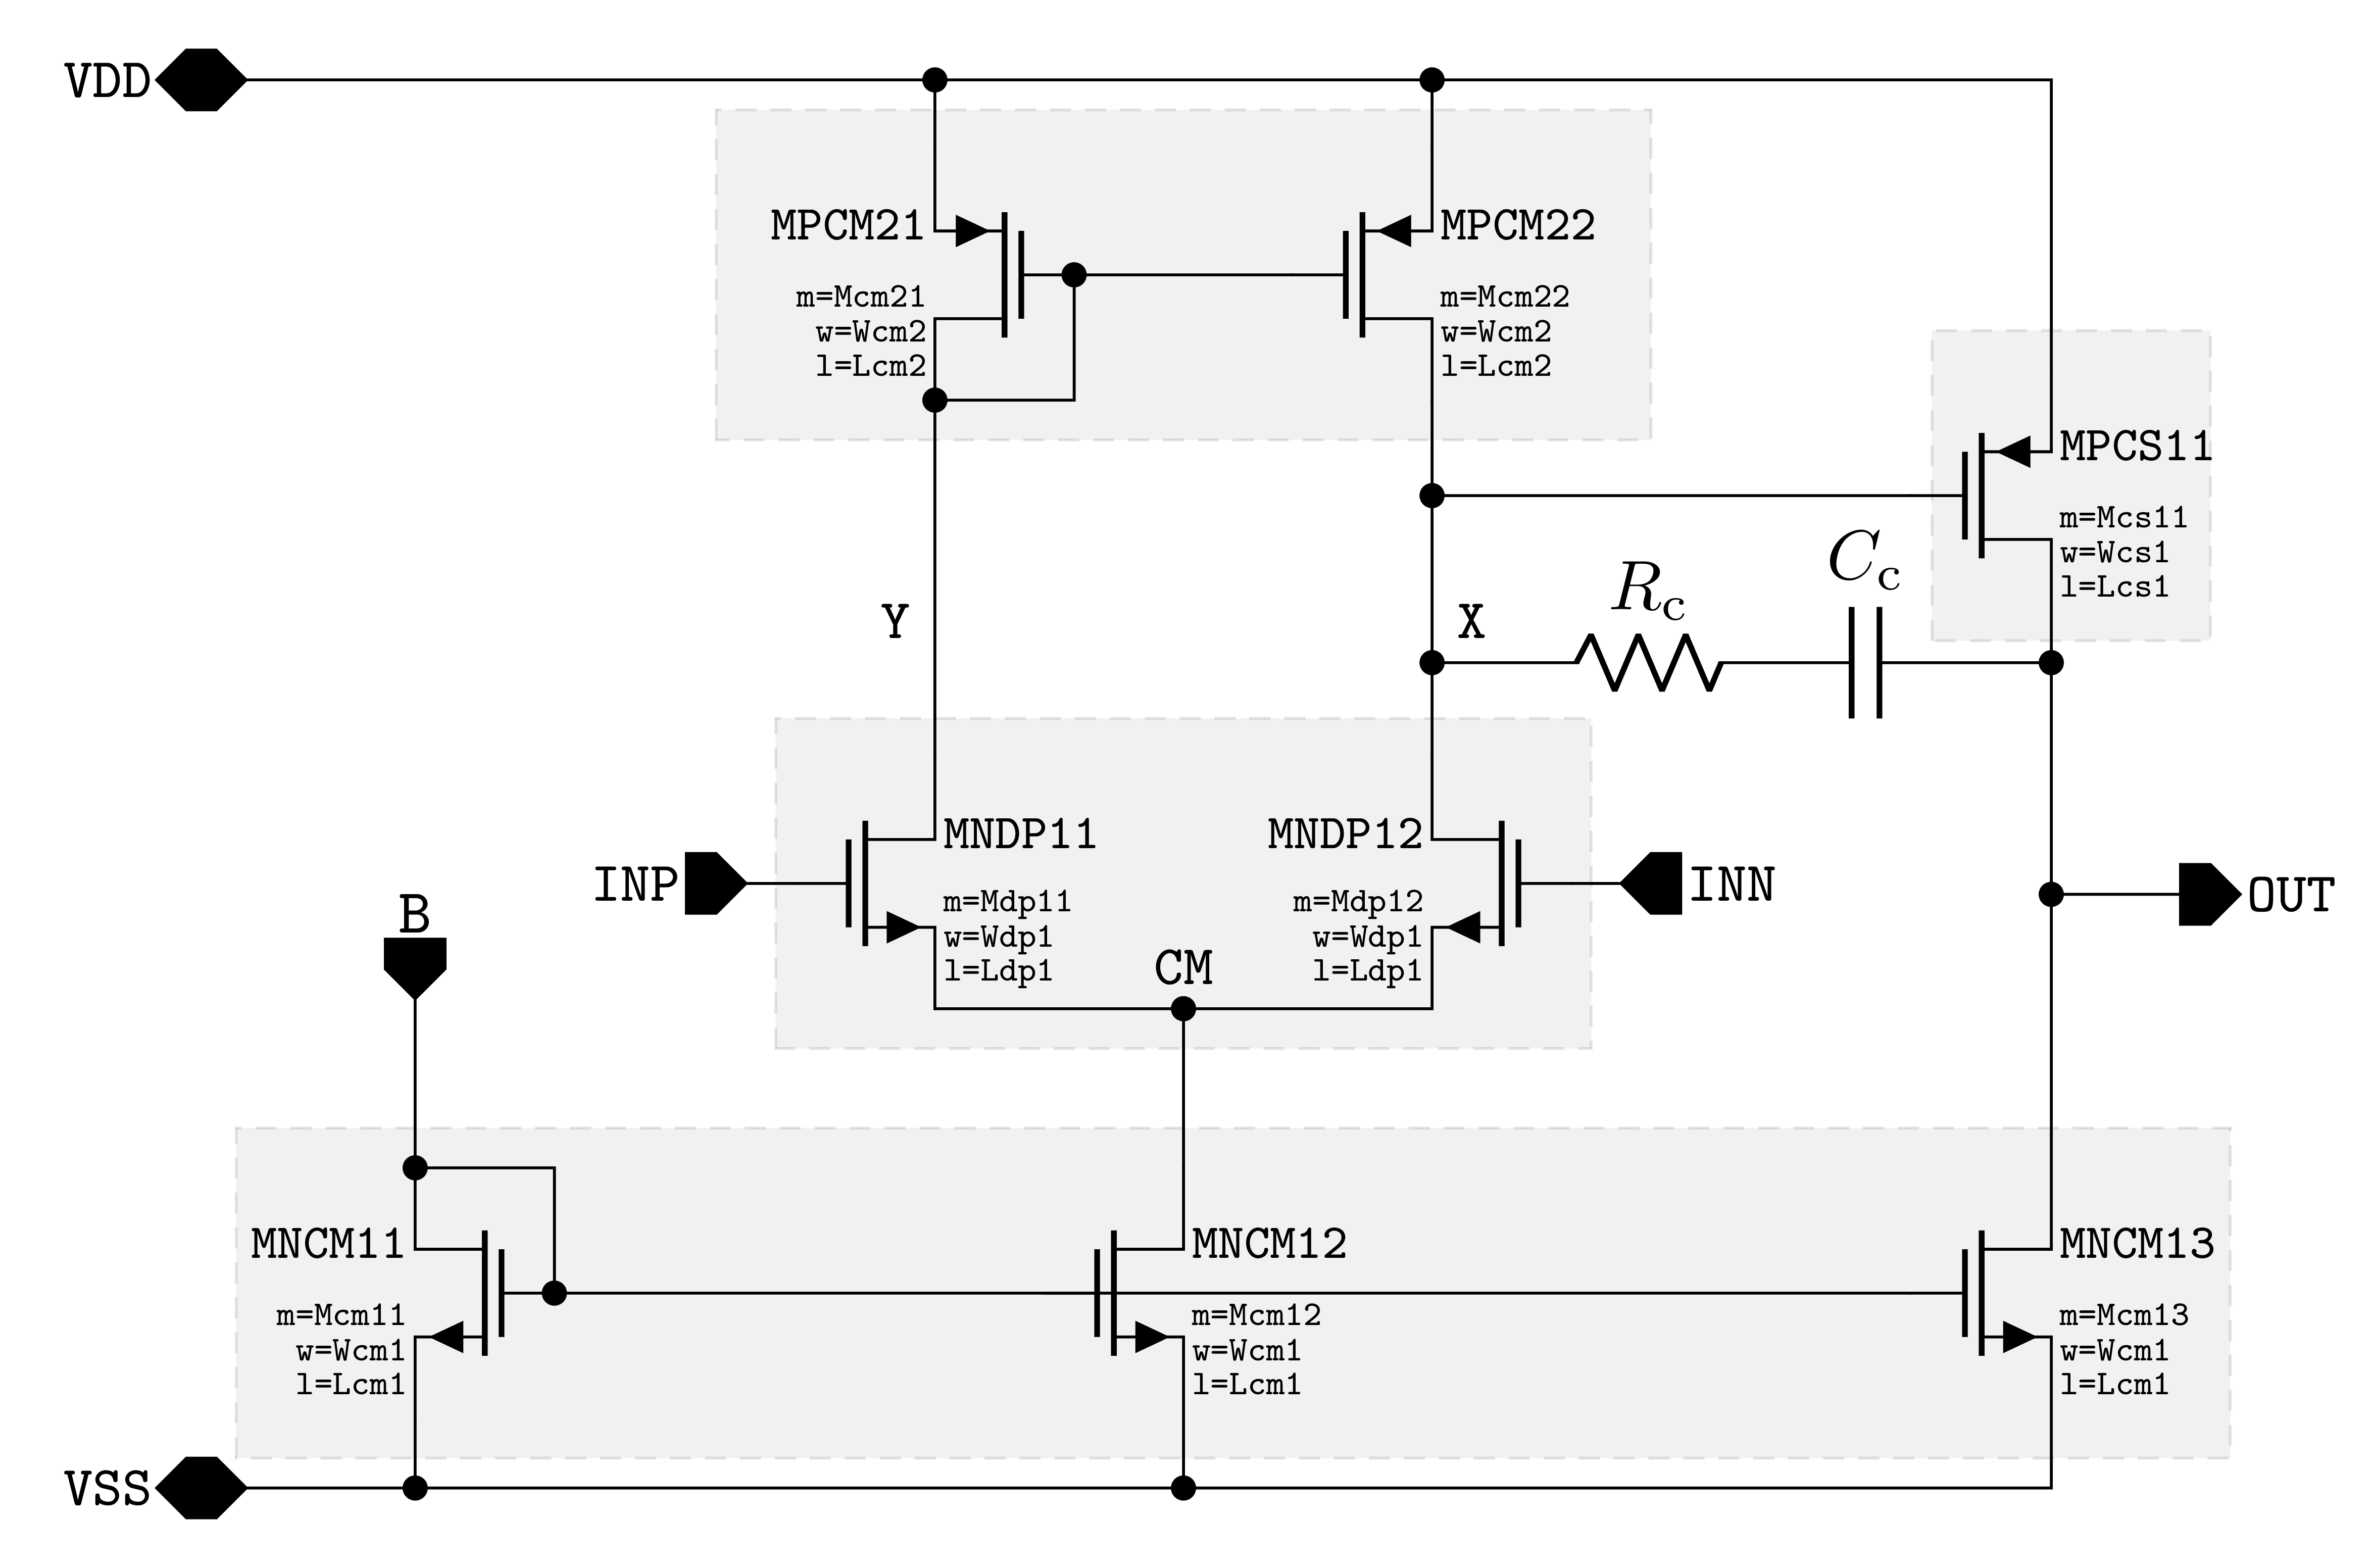 VDD
MPCM21
m=Mcm21
w=Wcm2
l=Lcm2
MPCM22
m=Mcm22
w=Wcm2
l=Lcm2
MPCS11
m=Mcs11
w=Wcs1
l=Lcs1
Y
X
Rc
Cc
INP
MNDP11
m=Mdp11
w=Wdp1
l=Ldp1
MNDP12
m=Mdp12
w=Wdp1
l=Ldp1
INN
OUT
B
CM
MNCM11
m=Mcm11
w=Wcm1
l=Lcm1
MNCM12
m=Mcm12
w=Wcm1
l=Lcm1
MNCM13
m=Mcm13
w=Wcm1
l=Lcm1
VSS